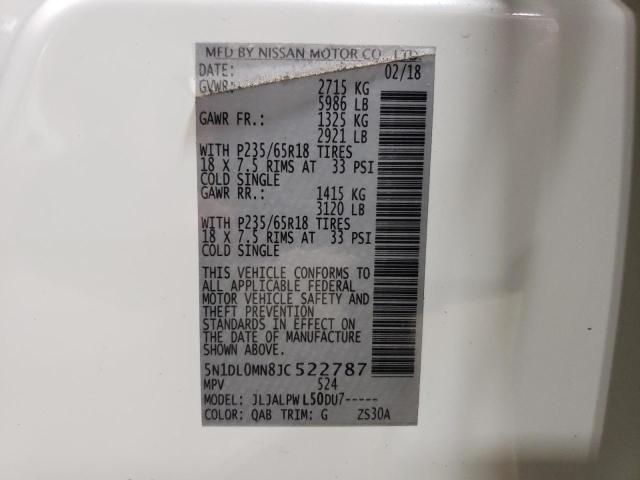 MFD BY NISSAN MOTOR CO., LTD.
DATE: 02/18
GVWR: 2715 KG
5986 LB
GAWR FR.: 1325 KG
2921 LB
WITH P235/65R18 TIRES
18 X 7.5 RIMS AT 33 PSI
COLD SINGLE
GAWR RR.: 1415 KG
3120 LB
WITH P235/65R18 TIRES
18 X 7.5 RIMS AT 33 PSI
COLD SINGLE
THIS VEHICLE CONFORMS TO
ALL APPLICABLE FEDERAL
MOTOR VEHICLE SAFETY AND
THEFT PREVENTION
STANDARDS IN EFFECT ON
THE DATE OF MANUFACTURE
SHOWN ABOVE.
5N1DL0MN8JC522787
MPV 524
MODEL: JLJALPWL50DU7-----
COLOR: QAB TRIM: G ZS30A